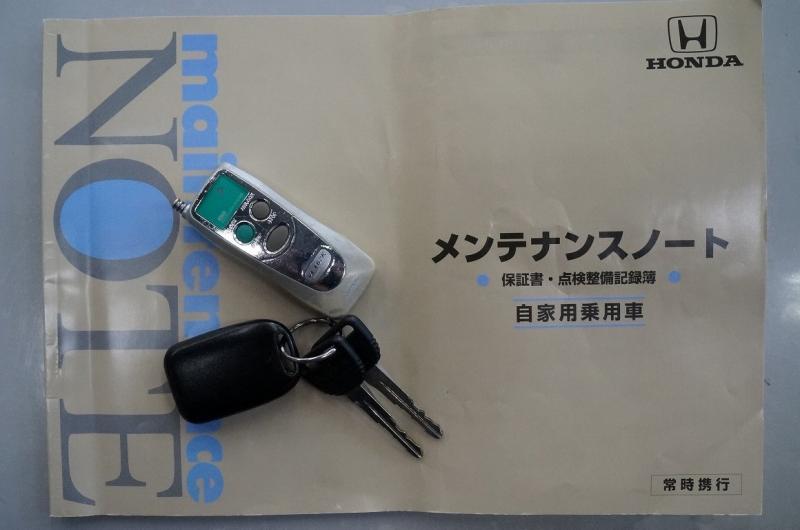 HONDA
maintenance
NOTE
メンテナンスノート
保証書・点検整備記録簿
自家用乗用車
常時携行